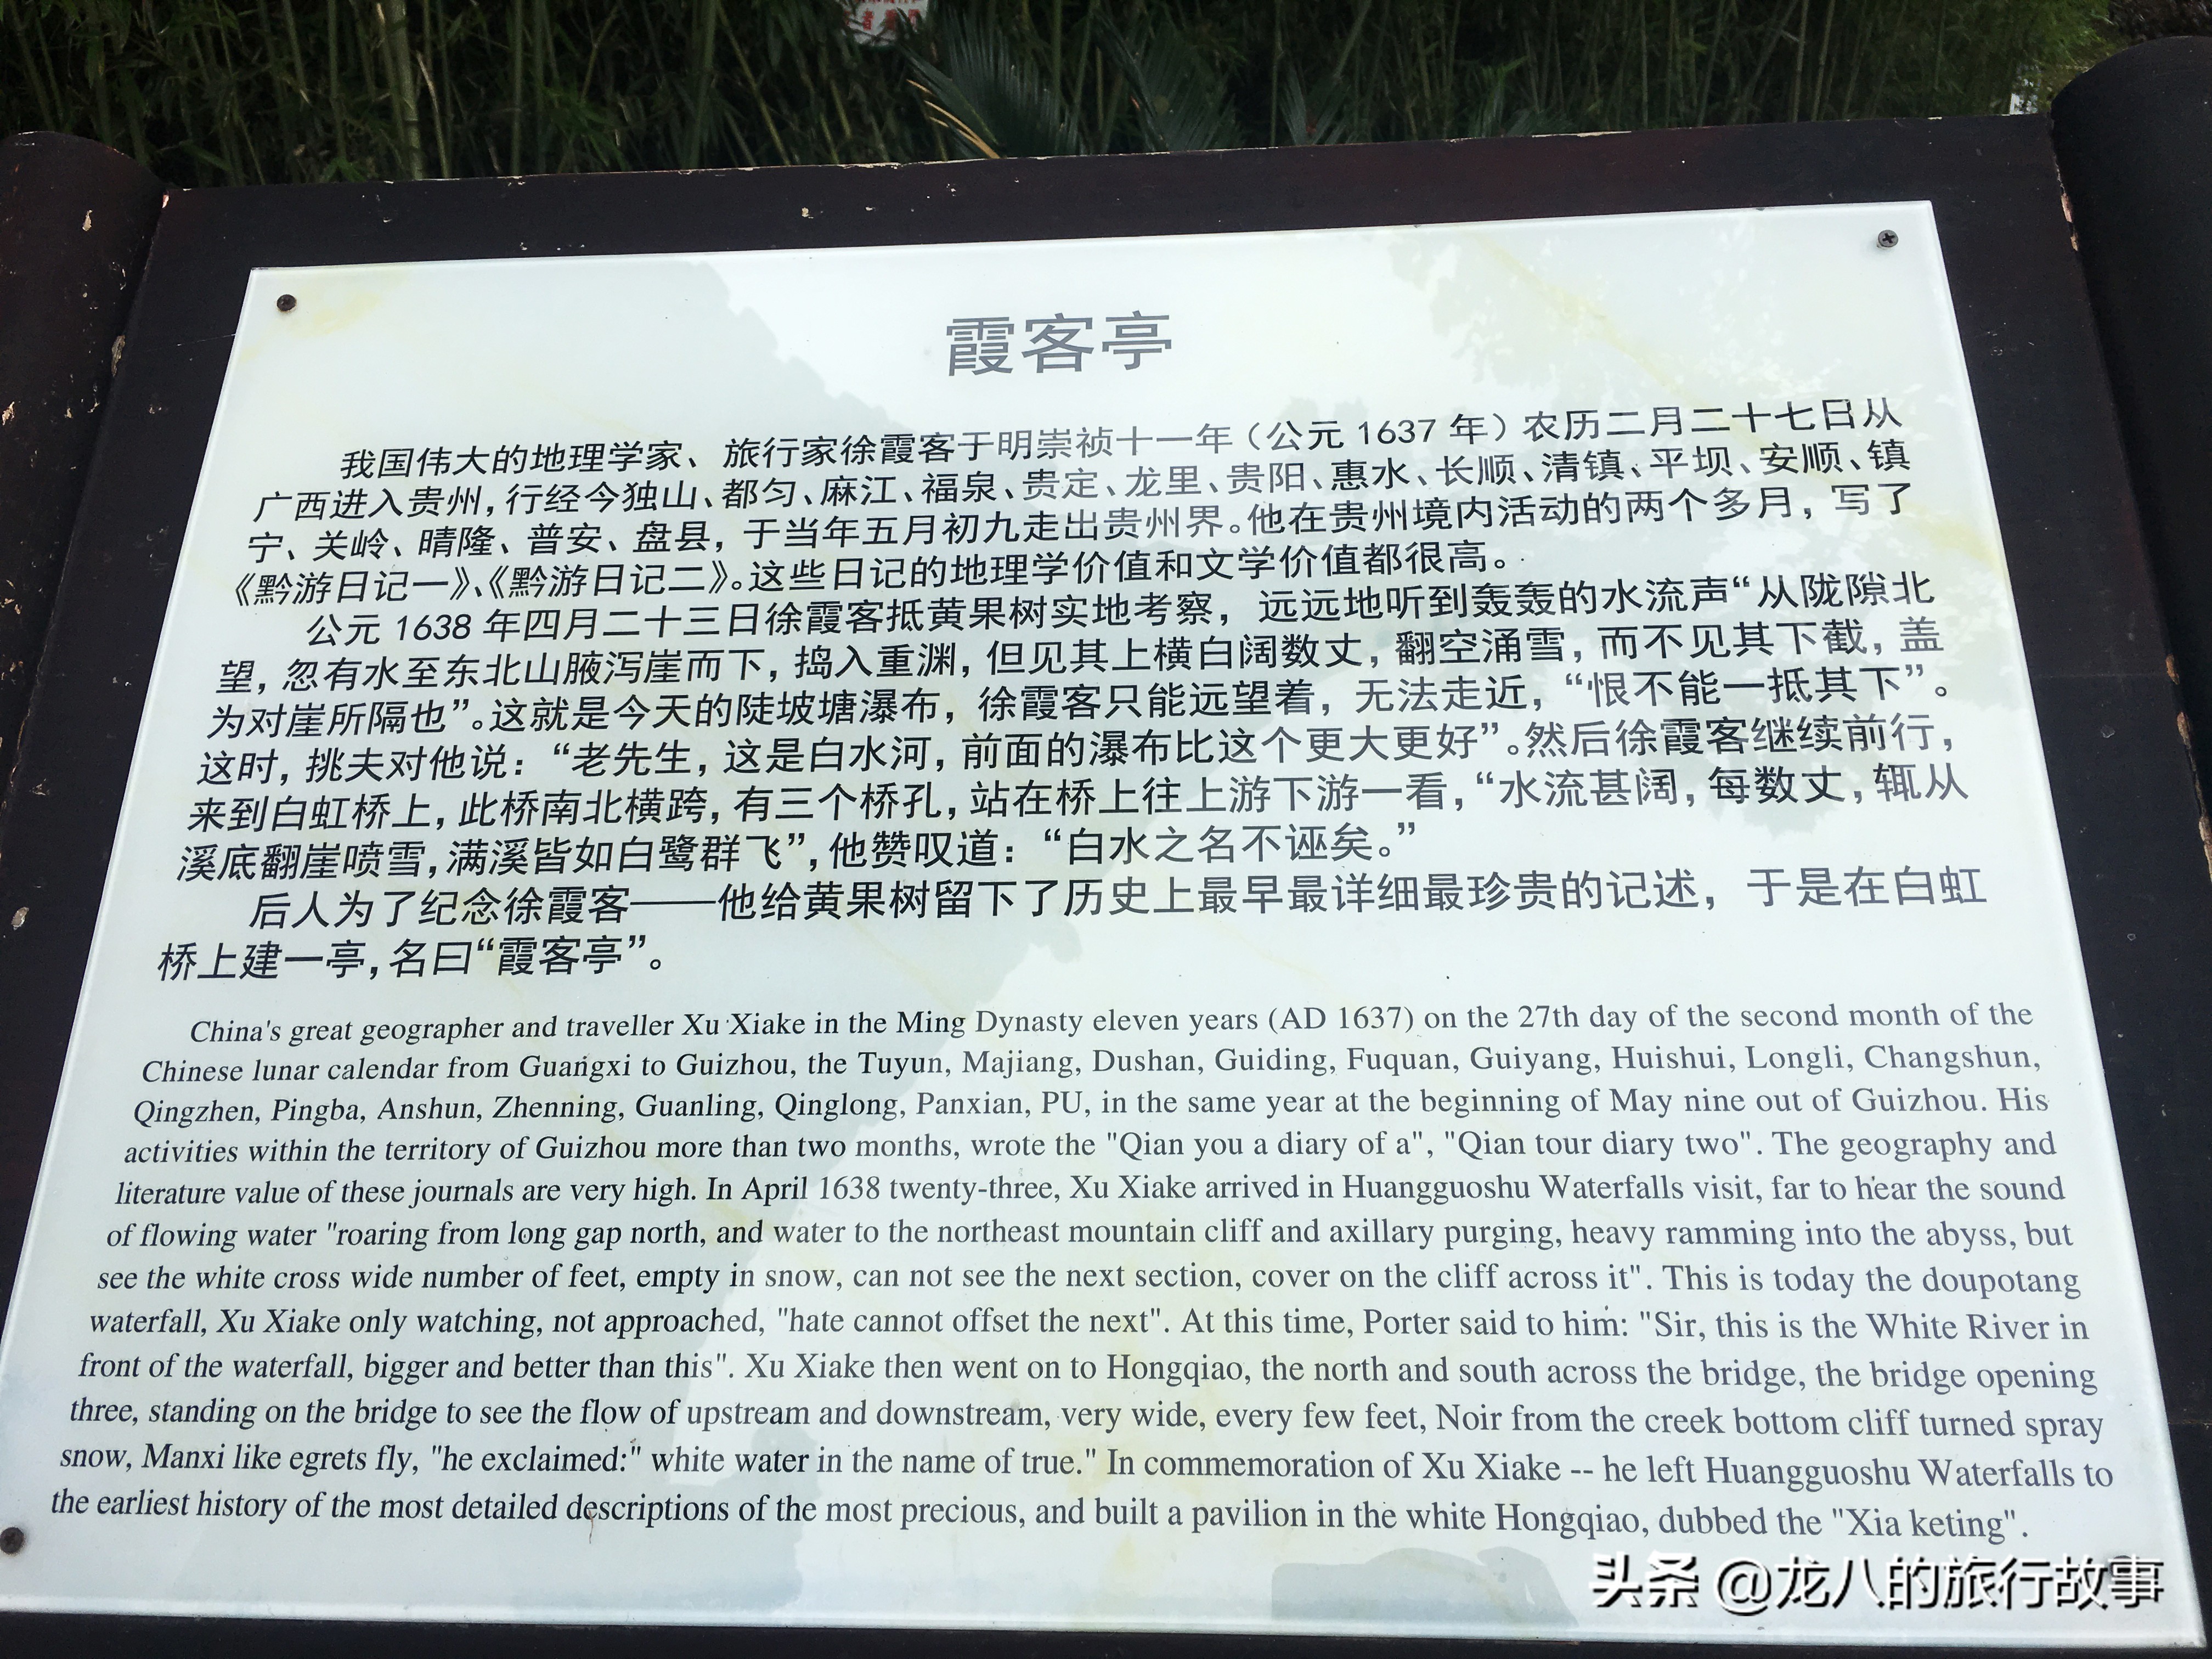 霞客亭
我国伟大的地理学家、旅行家徐霞客于明崇祯十一年（公元1637年）农历二月二十七日从
广西进入贵州，行经今独山、都匀、麻江、福泉、贵定、龙里、贵阳、惠水、长顺、清镇、平坝、安顺、镇
宁、关岭、晴隆、普安、盘县，于当年五月初九走出贵州界。他在贵州境内活动的两个多月，写了
《黔游日记一》、《黔游日记二》。这些日记的地理学价值和文学价值都很高。
公元1638年四月二十三日徐霞客抵黄果树实地考察，远远地听到轰轰的水流声“从陇隙北
望，忽有水至东北山腋泻崖而下，捣入重渊，但见其上横白阔数丈，翻空涌雪，而不见其下截，盖
为对崖所隔也”。这就是今天的陡坡塘瀑布，徐霞客只能远望着，无法走近，“恨不能一抵其下”。
这时，挑夫对他说：“老先生，这是白水河，前面的瀑布比这个更大更好”。然后徐霞客继续前行，
来到白虹桥上，此桥南北横跨，有三个桥孔，站在桥上往上游下游一看，“水流甚阔，每数丈，辄从
溪底翻崖喷雪，满溪皆如白鹭群飞”，他赞叹道：“白水之名不诬矣。”
后人为了纪念徐霞客——他给黄果树留下了历史上最早最详细最珍贵的记述，于是在白虹
桥上建一亭，名曰“霞客亭”。
China's great geographer and traveller Xu Xiake in the Ming Dynasty eleven years (AD 1637) on the 27th day of the second month of the
Chinese lunar calendar from Guangxi to Guizhou, the Tuyun, Majiang, Dushan, Guiding, Fuquan, Guiyang, Huishui, Longli, Changshun,
Qingzhen, Pingba, Anshun, Zhenning, Guanling, Qinglong, Panxian, PU, in the same year at the beginning of May nine out of Guizhou. His
activities within the territory of Guizhou more than two months, wrote the "Qian you a diary of a", "Qian tour diary two". The geography and
literature value of these journals are very high. In April 1638 twenty-three, Xu Xiake arrived in Huangguoshu Waterfalls visit, far to hear the sound
of flowing water "roaring from long gap north, and water to the northeast mountain cliff and axillary purging, heavy ramming into the abyss, but
see the white cross wide number of feet, empty in snow, can not see the next section, cover on the cliff across it". This is today the doupotang
waterfall, Xu Xiake only watching, not approached, "hate cannot offset the next". At this time, Porter said to him: "Sir, this is the White River in
front of the waterfall, bigger and better than this". Xu Xiake then went on to Hongqiao, the north and south across the bridge, the bridge opening
three, standing on the bridge to see the flow of upstream and downstream, very wide, every few feet, Noir from the creek bottom cliff turned spray
snow, Manxi like egrets fly, "he exclaimed:" white water in the name of true." In commemoration of Xu Xiake -- he left Huangguoshu Waterfalls to
the earliest history of the most detailed descriptions of the most precious, and built a pavilion in the white Hongqiao, dubbed the "Xia keting".
头条 @龙八的旅行故事